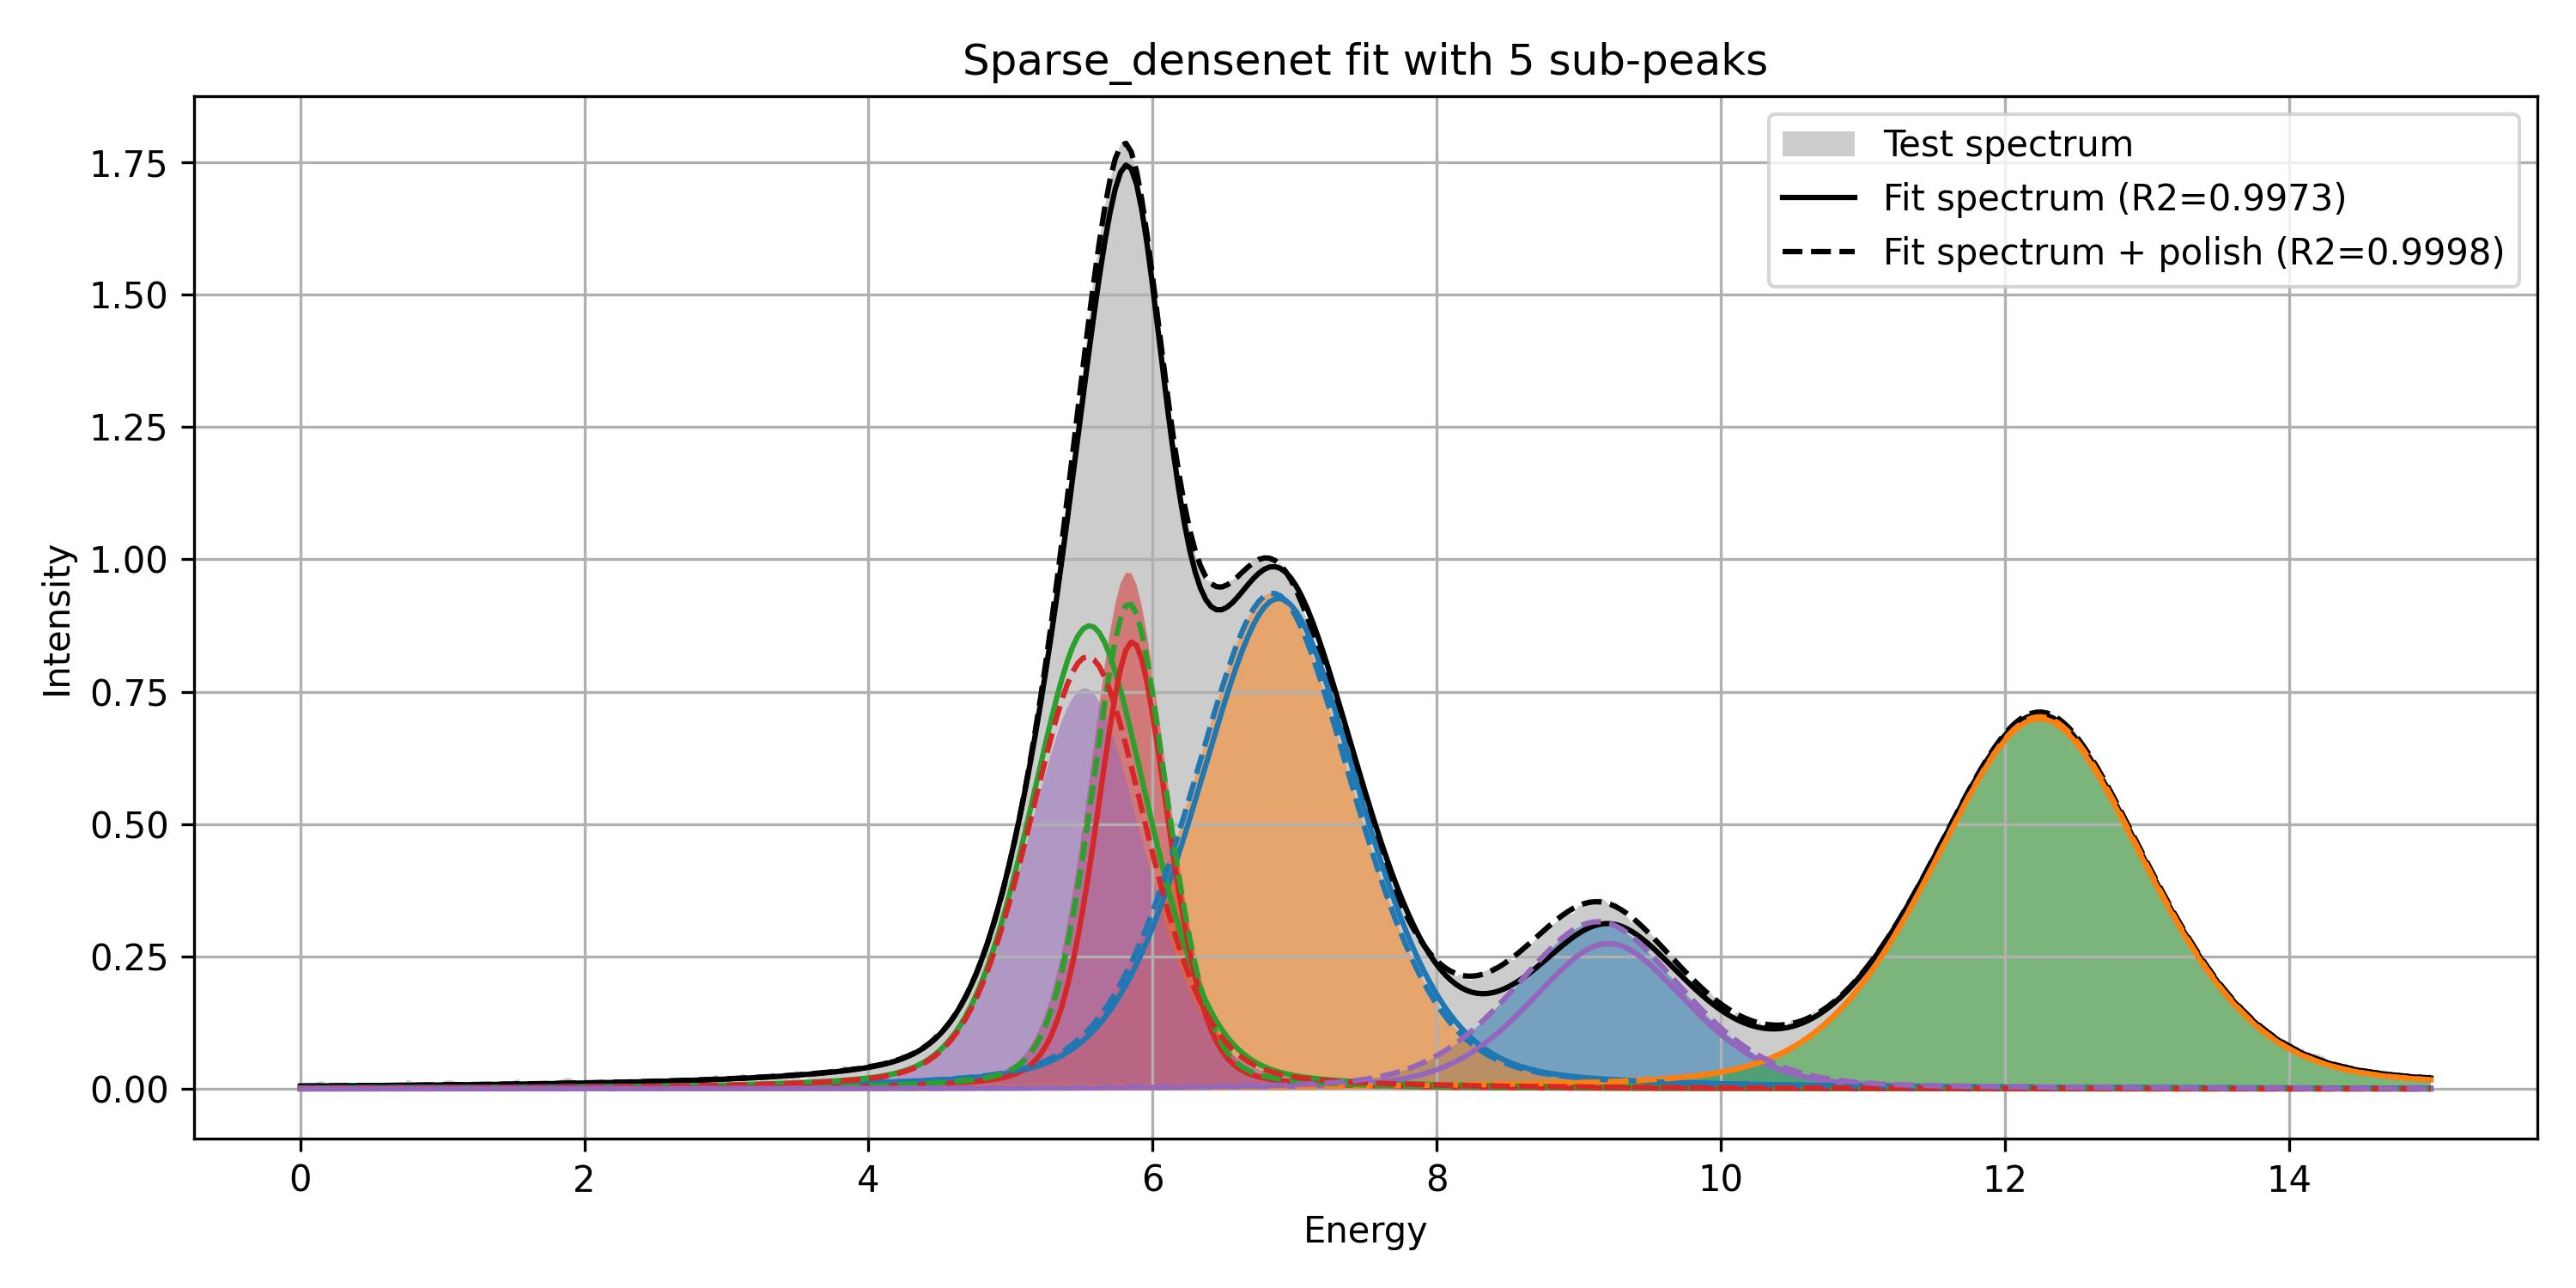 Sparse_densenet fit with 5 sub-peaks
Test spectrum
Fit spectrum (R2=0.9973)
Fit spectrum + polish (R2=0.9998)
Intensity
1.75
1.50
1.25
1.00
0.75
0.50
0.25
0.00
0 2 4 6 8 10 12 14
Energy